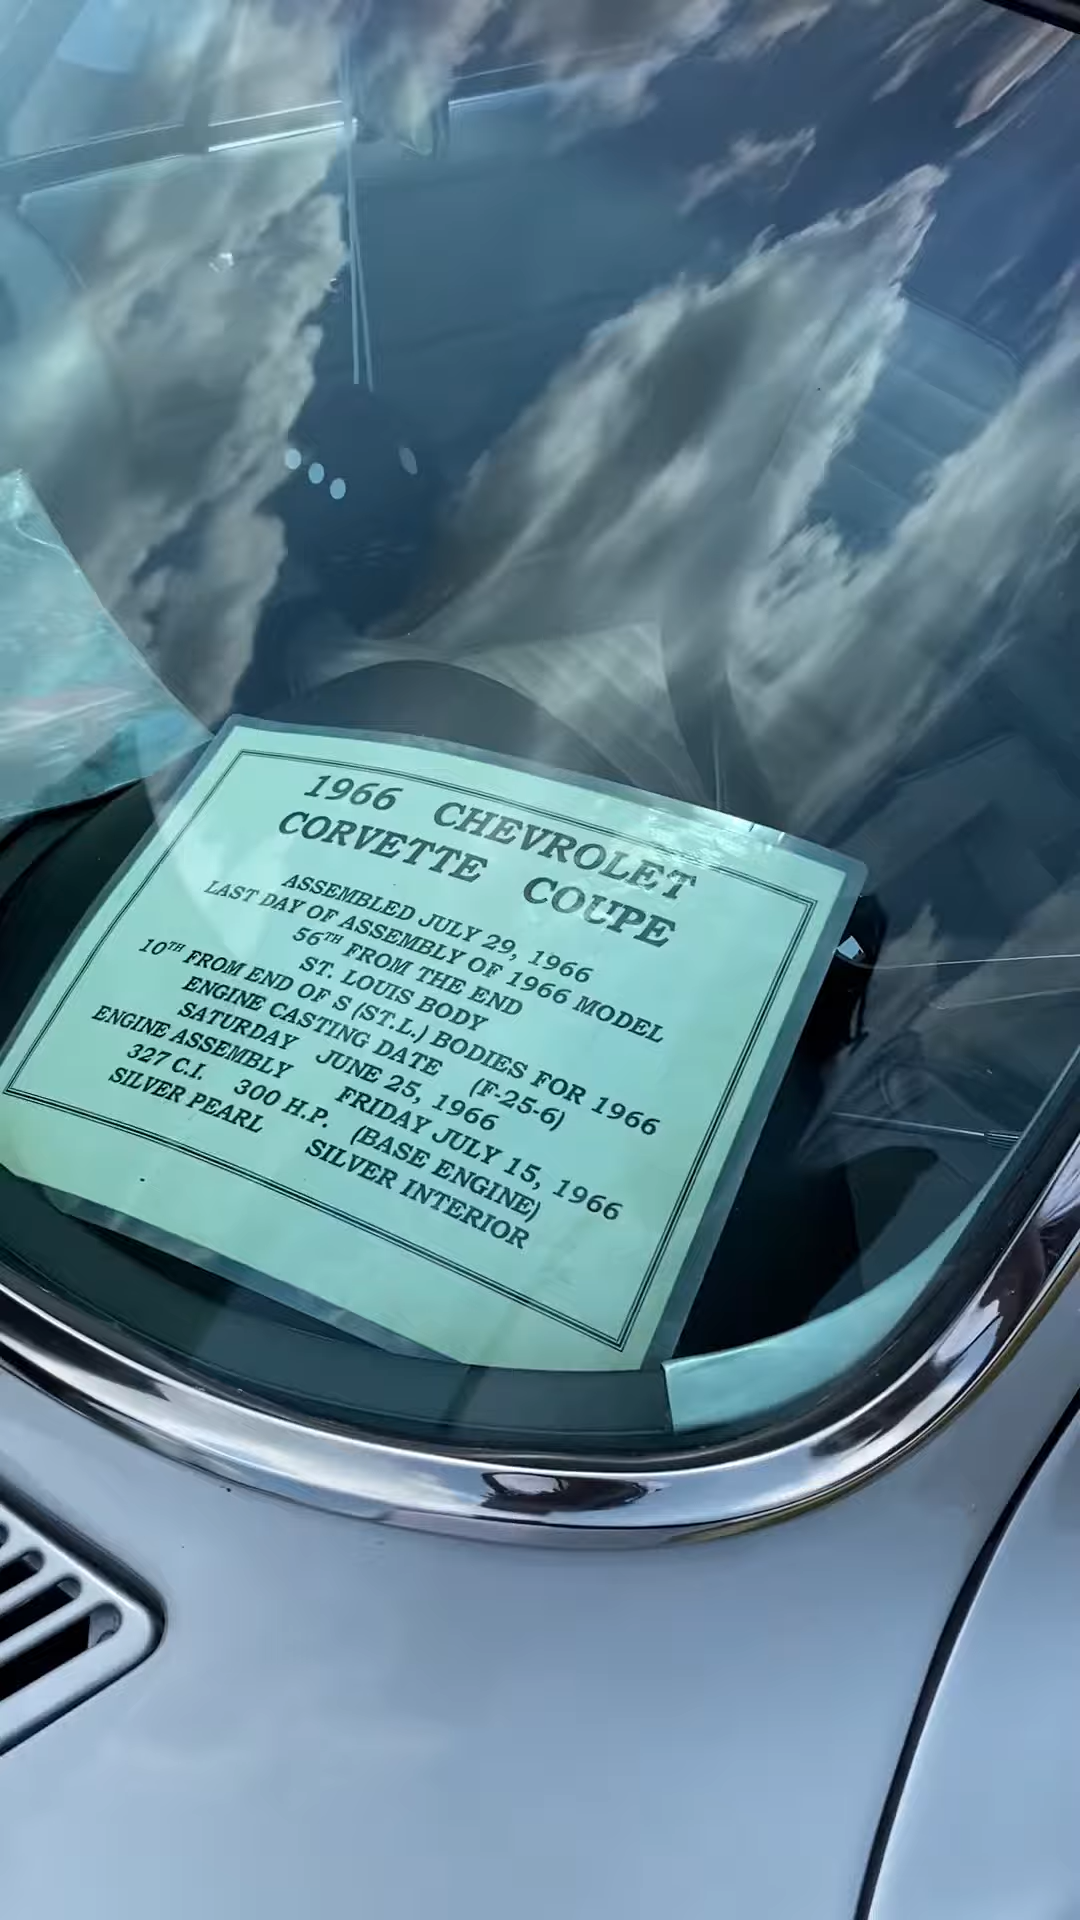 1966 CHEVROLET
CORVETTE COUPE
ASSEMBLED JULY 29, 1966
LAST DAY OF ASSEMBLY OF 1966 MODEL
56TH FROM THE END
ST. LOUIS BODY
10TH FROM END OF S (ST.L.) BODIES FOR 1966
ENGINE CASTING DATE (F-25-6)
SATURDAY JUNE 25, 1966
ENGINE ASSEMBLY FRIDAY JULY 15, 1966
327 C.I. 300 H.P. (BASE ENGINE)
SILVER PEARL SILVER INTERIOR